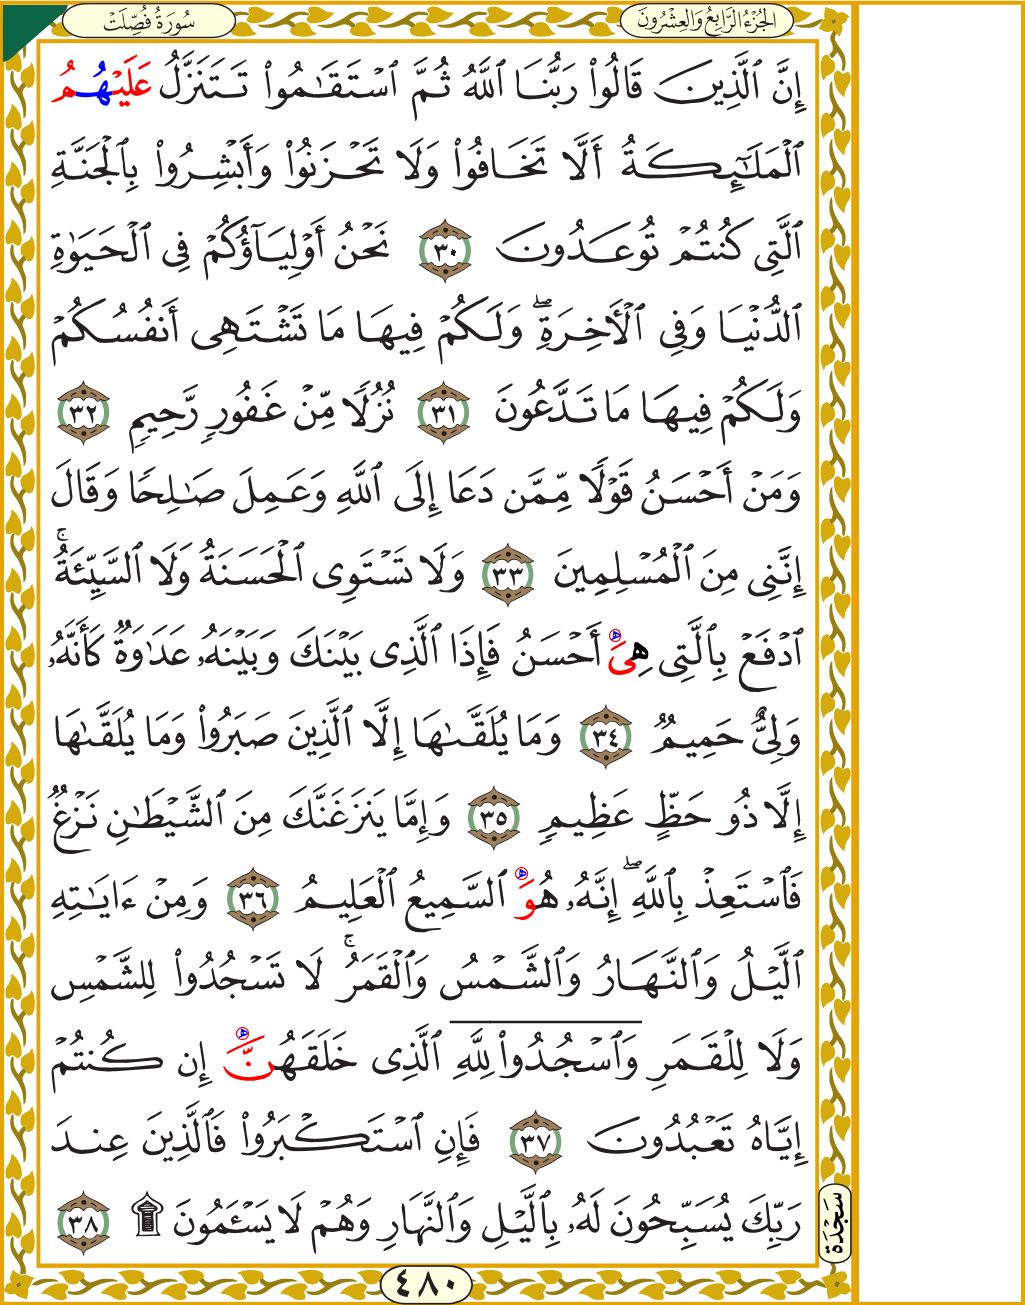 الجُزْءُ الرَّابِعُ وَالعِشْرُونَ
سُورَةُ فُصِّلَتْ
إِنَّ ٱلَّذِينَ قَالُوا۟ رَبُّنَا ٱللَّهُ ثُمَّ ٱسْتَقَـٰمُوا۟ تَتَنَزَّلُ عَلَيْهُمُ
ٱلْمَلَـٰٓئِكَةُ أَلَّا تَخَافُوا۟ وَلَا تَحْزَنُوا۟ وَأَبْشِرُوا۟ بِٱلْجَنَّةِ
ٱلَّتِى كُنتُمْ تُوعَدُونَ ٣٠ نَحْنُ أَوْلِيَآؤُكُمْ فِى ٱلْحَيَوٰةِ
ٱلدُّنْيَا وَفِى ٱلْـَٔاخِرَةِ ۖ وَلَكُمْ فِيهَا مَا تَشْتَهِى أَنفُسُكُمْ
وَلَكُمْ فِيهَا مَا تَدَّعُونَ ٣١ نُزُلًا مِّنْ غَفُورٍ رَّحِيمٍ ٣٢
وَمَنْ أَحْسَنُ قَوْلًا مِّمَّن دَعَا إِلَى ٱللَّهِ وَعَمِلَ صَـٰلِحًا وَقَالَ
إِنَّنِى مِنَ ٱلْمُسْلِمِينَ ٣٣ وَلَا تَسْتَوِى ٱلْحَسَنَةُ وَلَا ٱلسَّيِّئَةُ ۚ
ٱدْفَعْ بِٱلَّتِى هِىَ أَحْسَنُ فَإِذَا ٱلَّذِى بَيْنَكَ وَبَيْنَهُۥ عَدَٰوَةٌ كَأَنَّهُۥ
وَلِىٌّ حَمِيمٌ ٣٤ وَمَا يُلَقَّىٰهَا إِلَّا ٱلَّذِينَ صَبَرُوا۟ وَمَا يُلَقَّىٰهَا
إِلَّا ذُو حَظٍّ عَظِيمٍ ٣٥ وَإِمَّا يَنزَغَنَّكَ مِنَ ٱلشَّيْطَـٰنِ نَزْغٌ
فَٱسْتَعِذْ بِٱللَّهِ ۖ إِنَّهُۥ هُوَ ٱلسَّمِيعُ ٱلْعَلِيمُ ٣٦ وَمِنْ ءَايَـٰتِهِ
ٱلَّيْلُ وَٱلنَّهَارُ وَٱلشَّمْسُ وَٱلْقَمَرُ ۚ لَا تَسْجُدُوا۟ لِلشَّمْسِ
وَلَا لِلْقَمَرِ وَٱسْجُدُوا۟ لِلَّهِ ٱلَّذِى خَلَقَهُنَّ إِن كُنتُمْ
إِيَّاهُ تَعْبُدُونَ ٣٧ فَإِنِ ٱسْتَكْبَرُوا۟ فَٱلَّذِينَ عِندَ
رَبِّكَ يُسَبِّحُونَ لَهُۥ بِٱلَّيْلِ وَٱلنَّهَارِ وَهُمْ لَا يَسْـَٔمُونَ ۩ ٣٨
سَجْدَة
٤٨٠